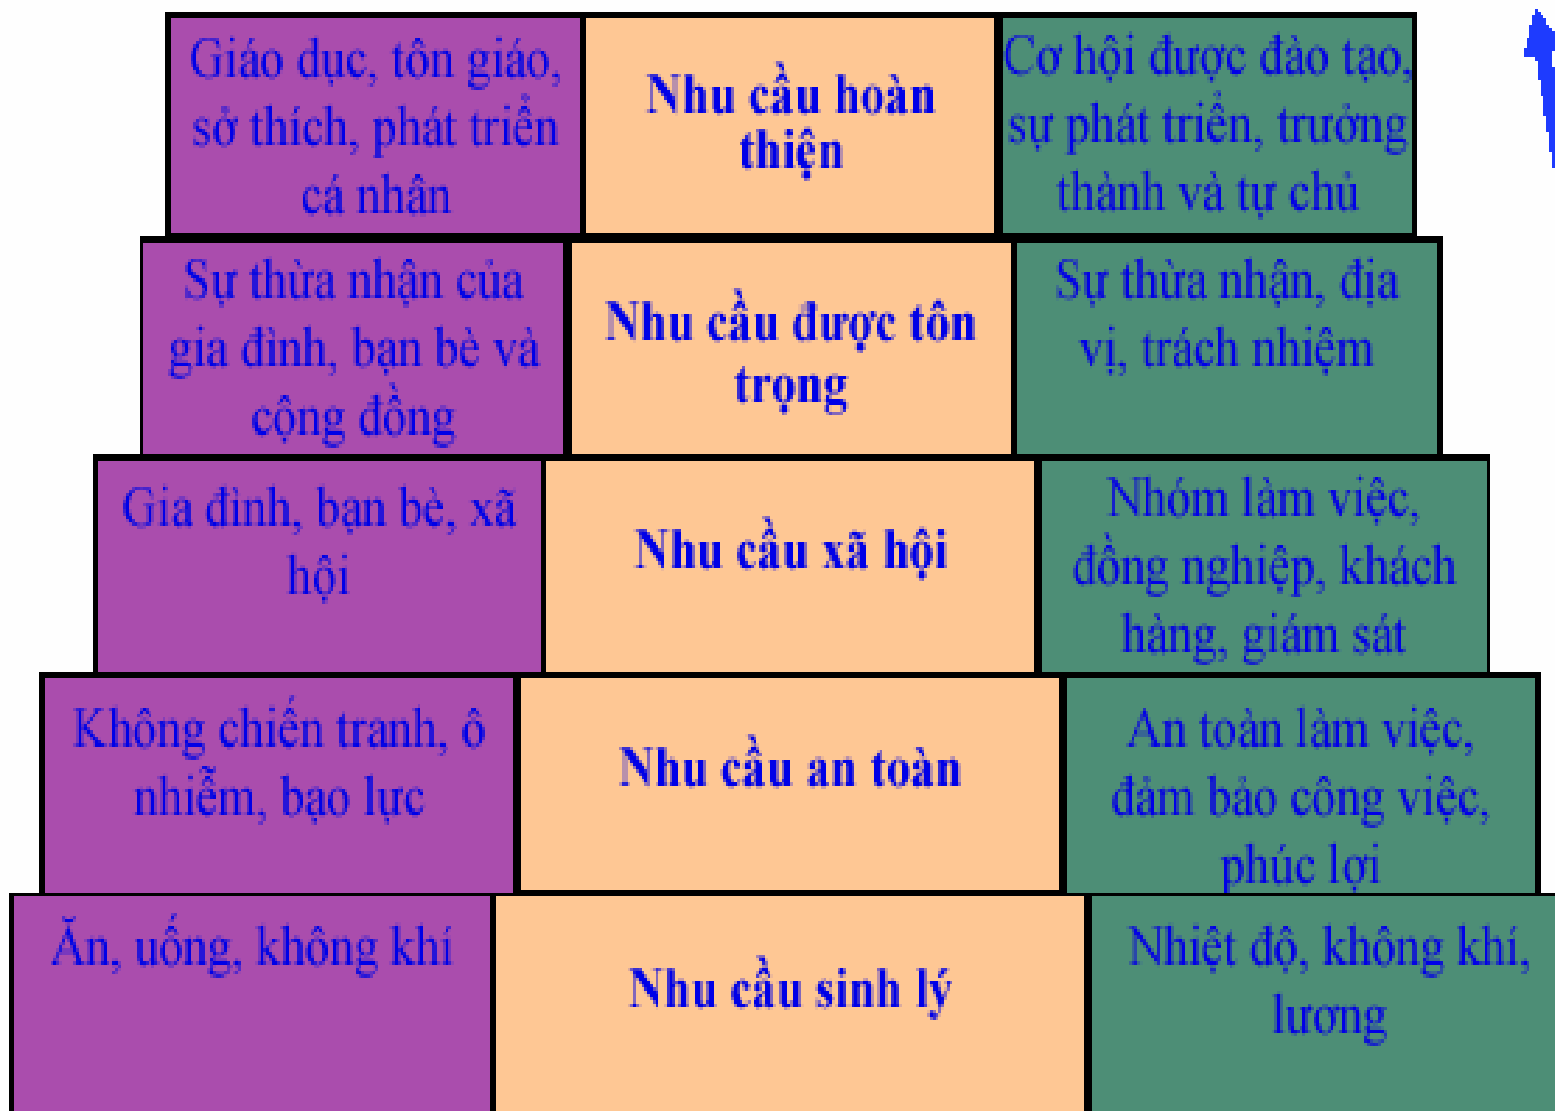 Giáo dục, tôn giáo,
sở thích, phát triển
cá nhân
Nhu cầu hoàn
thiện
Cơ hội được đào tạo,
sự phát triển, trưởng
thành và tự chủ
Sự thừa nhận của
gia đình, bạn bè và
cộng đồng
Nhu cầu được tôn
trọng
Sự thừa nhận, địa
vị, trách nhiệm
Gia đình, bạn bè, xã
hội
Nhu cầu xã hội
Nhóm làm việc,
đồng nghiệp, khách
hàng, giám sát
Không chiến tranh, ô
nhiễm, bạo lực
Nhu cầu an toàn
An toàn làm việc,
đảm bảo công việc,
phúc lợi
Ăn, uống, không khí
Nhu cầu sinh lý
Nhiệt độ, không khí,
lương